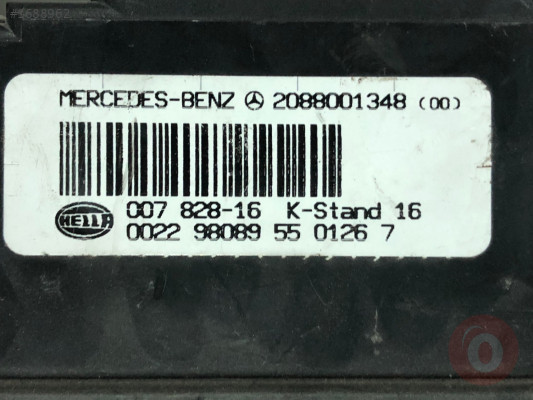 MERCEDES-BENZ 2088001348 (00)
HELLA 007 828-16 K-Stand 16
0022 98089 55 0126 7